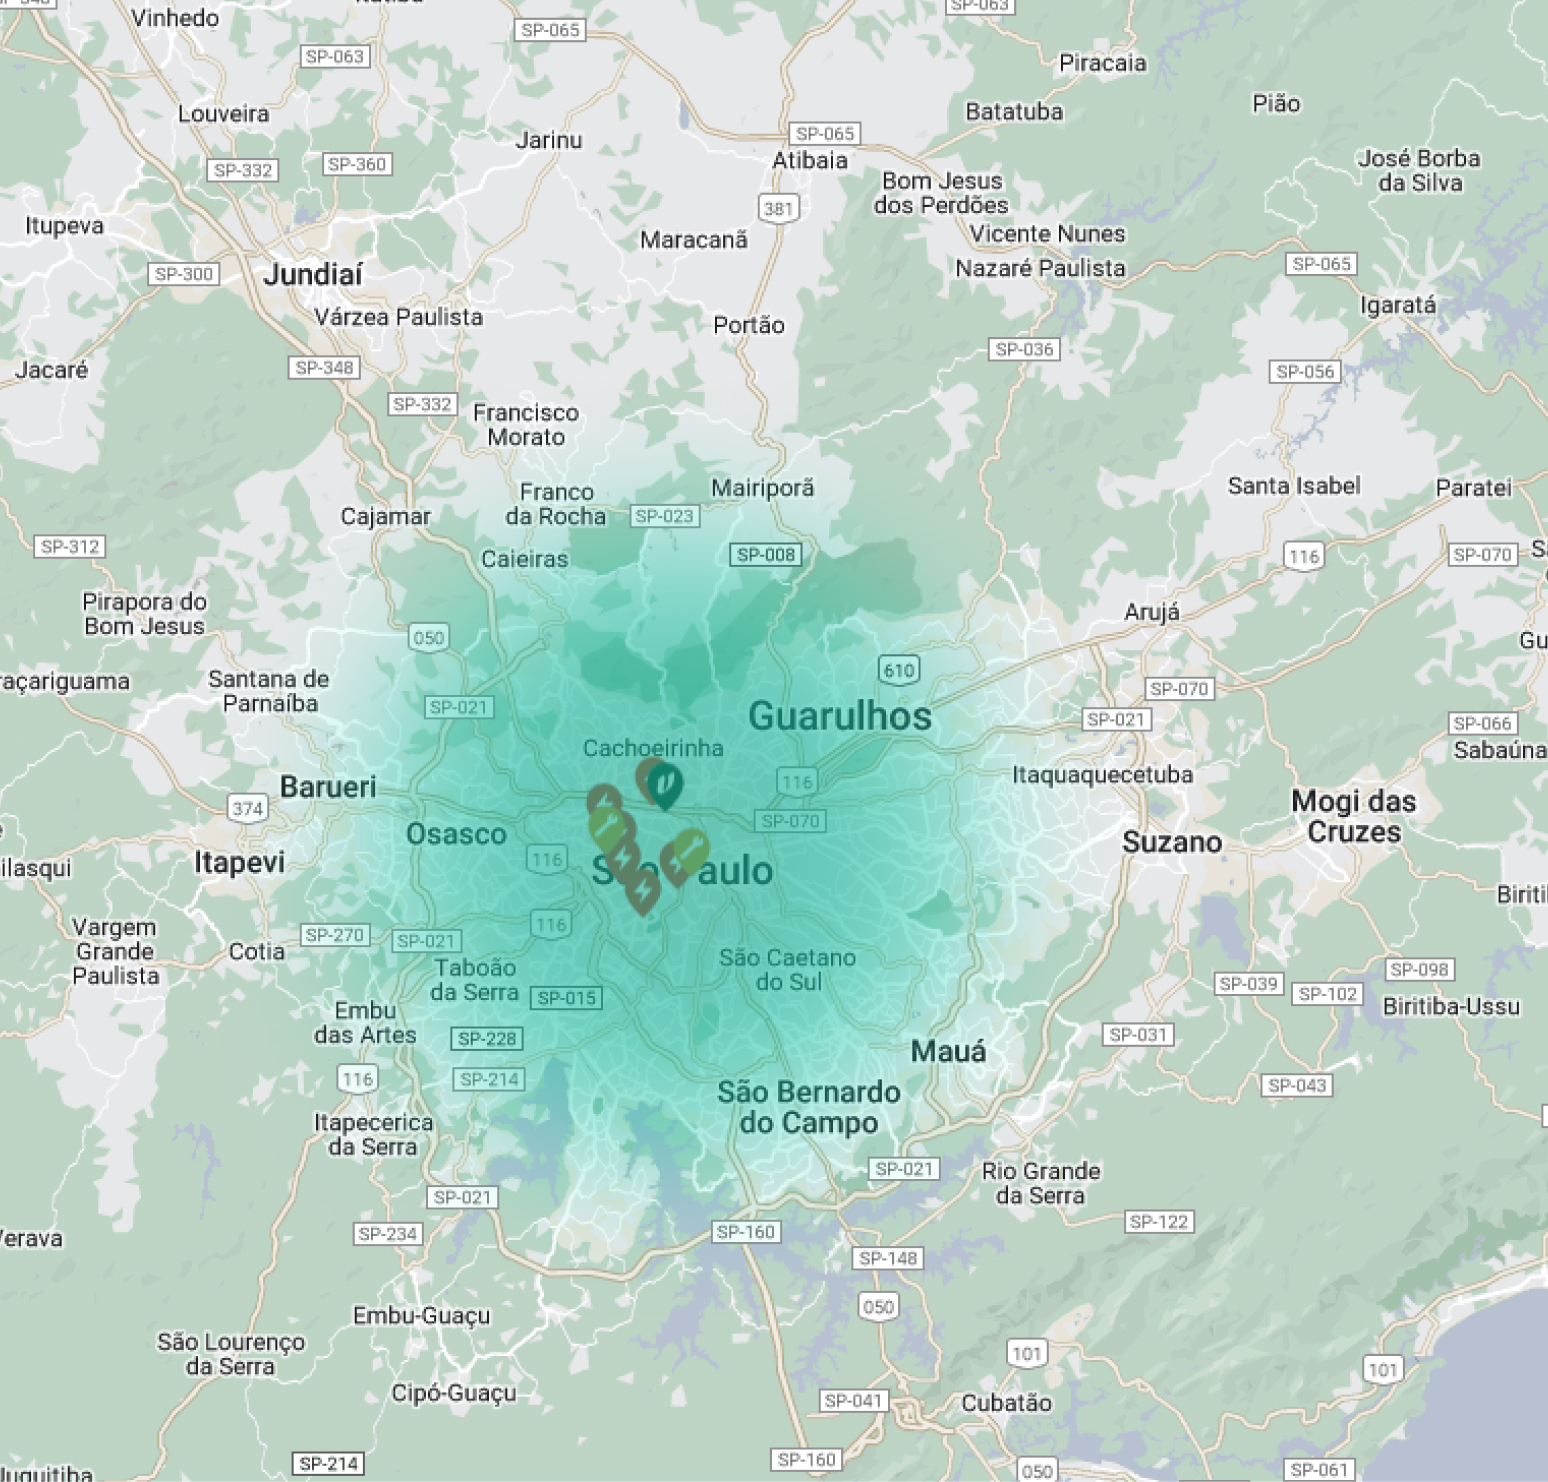 Vinhedo
SP-063
SP-065
SP-063
Piracaia
Louveira
Batatuba
Pião
Jarinu
SP-065
SP-332
SP-360
Atibaia
José Borba
da Silva
Bom Jesus
dos Perdões
381
Itupeva
Maracanã
Vicente Nunes
SP-300
Jundiaí
Nazaré Paulista
SP-065
Igaratá
Várzea Paulista
Portão
SP-036
Jacaré
SP-348
SP-056
SP-332
Francisco
Morato
Mairiporã
Santa Isabel
Paratei
Franco
da Rocha
SP-023
Cajamar
SP-312
Caieiras
SP-008
116
SP-070
Pirapora do
Bom Jesus
Arujá
050
Gu
raçariguama
Santana de
Parnaíba
610
SP-070
SP-021
Guarulhos
SP-021
SP-066
Cachoeirinha
Sabaúna
Barueri
116
Itaquaquecetuba
374
SP-070
Mogi das
Cruzes
Osasco
Suzano
Itapevi
116
São Paulo
ilasqui
Biriti
Vargem
Grande
Paulista
SP-270
SP-021
116
Cotia
São Caetano
do Sul
Taboão
da Serra
SP-015
SP-098
SP-039
SP-102
Biritiba-Ussu
Embu
das Artes
SP-228
SP-031
Mauá
116
SP-214
SP-043
São Bernardo
do Campo
Itapecerica
da Serra
SP-021
Rio Grande
da Serra
SP-021
SP-234
SP-160
SP-122
Verava
SP-148
050
Embu-Guaçu
São Lourenço
da Serra
101
101
Cipó-Guaçu
SP-041
Cubatão
SP-160
SP-214
050
SP-061
Juquitiba